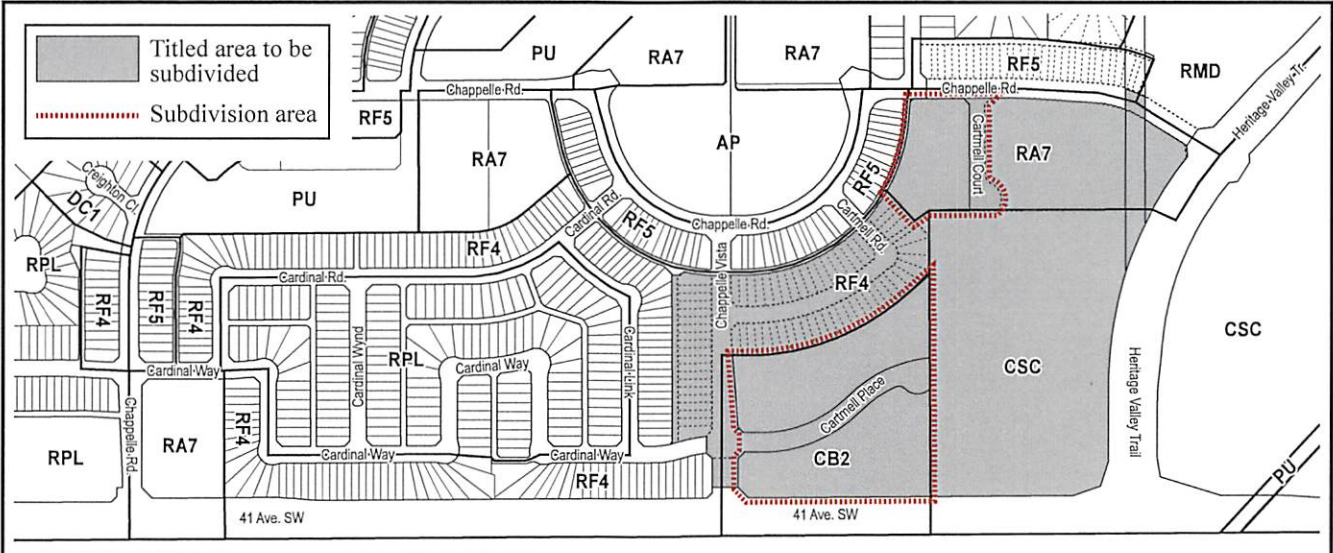 Titled area to be
subdivided
Subdivision area
PU
RA7
RA7
RF5
RMD
Chappelle Rd.
Chappelle Rd.
Heritage Valley Tr.
RF5
RA7
AP
RF5
Cartmell Court
RA7
Creighton Cl.
DC1
PU
Cardinal Rd.
RF5
Chappelle Rd.
Cartmell Rd.
RPL
RF4
RF5
RF4
RF4
Cardinal Rd.
Chappelle Vista
RF4
CSC
Cardinal Wynd
RPL
Cardinal Way
Cardinal Link
CSC
Cardinal Way
Cartmell Place
Heritage Valley Trail
RPL
Chappelle Rd.
RA7
RF4
Cardinal Way
Cardinal Way
RF4
CB2
PU
41 Ave. SW
41 Ave. SW